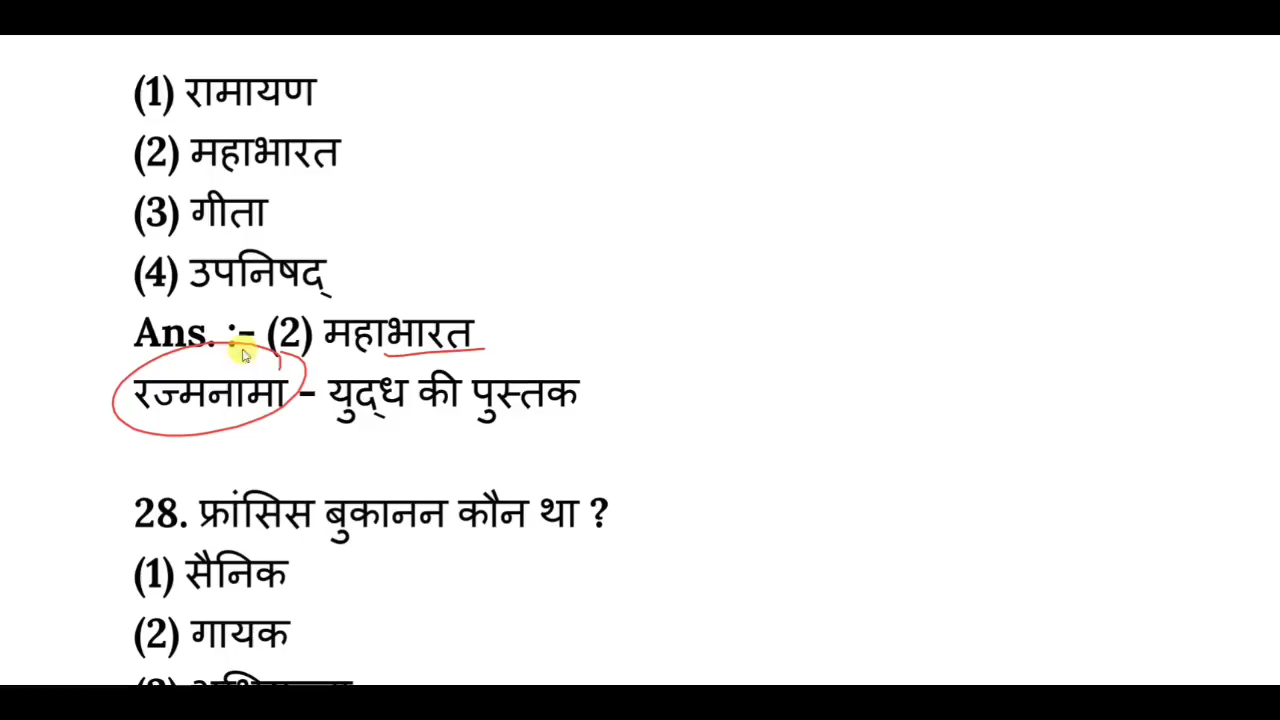 (1) रामायण
(2) महाभारत
(3) गीता
(4) उपनिषद्
Ans. :- (2) महाभारत
रज्मनामा - युद्ध की पुस्तक
28. फ्रांसिस बुकानन कौन था ?
(1) सैनिक
(2) गायक